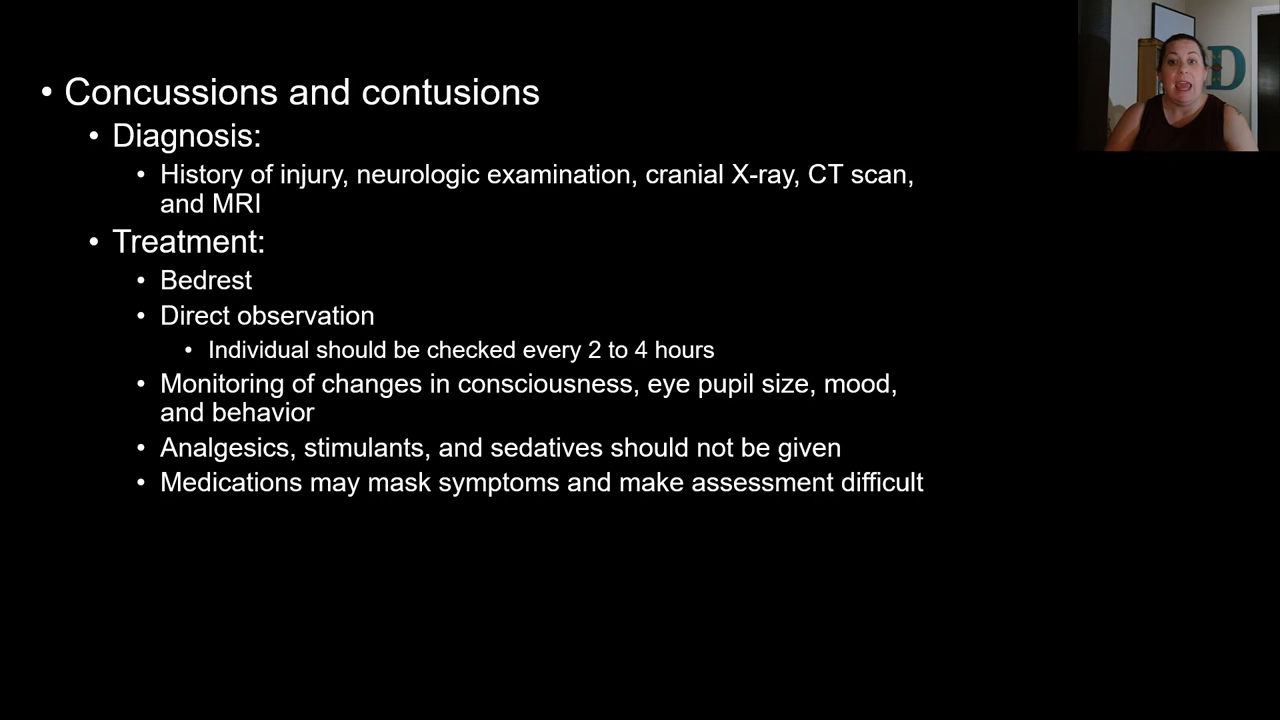 • Concussions and contusions
• Diagnosis:
• History of injury, neurologic examination, cranial X-ray, CT scan,
and MRI
• Treatment:
• Bedrest
• Direct observation
• Individual should be checked every 2 to 4 hours
• Monitoring of changes in consciousness, eye pupil size, mood,
and behavior
• Analgesics, stimulants, and sedatives should not be given
• Medications may mask symptoms and make assessment difficult
D